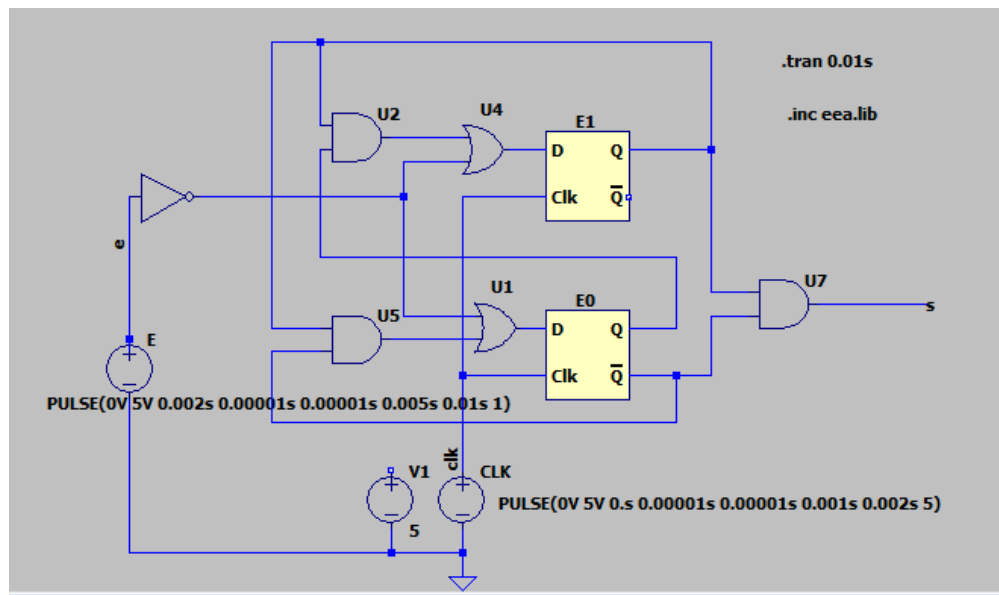 .tran 0.01s
U2
U4
E1
.inc eea.lib
D
Q
Clk
Q̅
e
U1
E0
U7
U5
D
Q
s
E
Clk
Q̅
PULSE(0V 5V 0.002s 0.00001s 0.00001s 0.005s 0.01s 1)
clk
V1
CLK
PULSE(0V 5V 0.s 0.00001s 0.00001s 0.001s 0.002s 5)
5